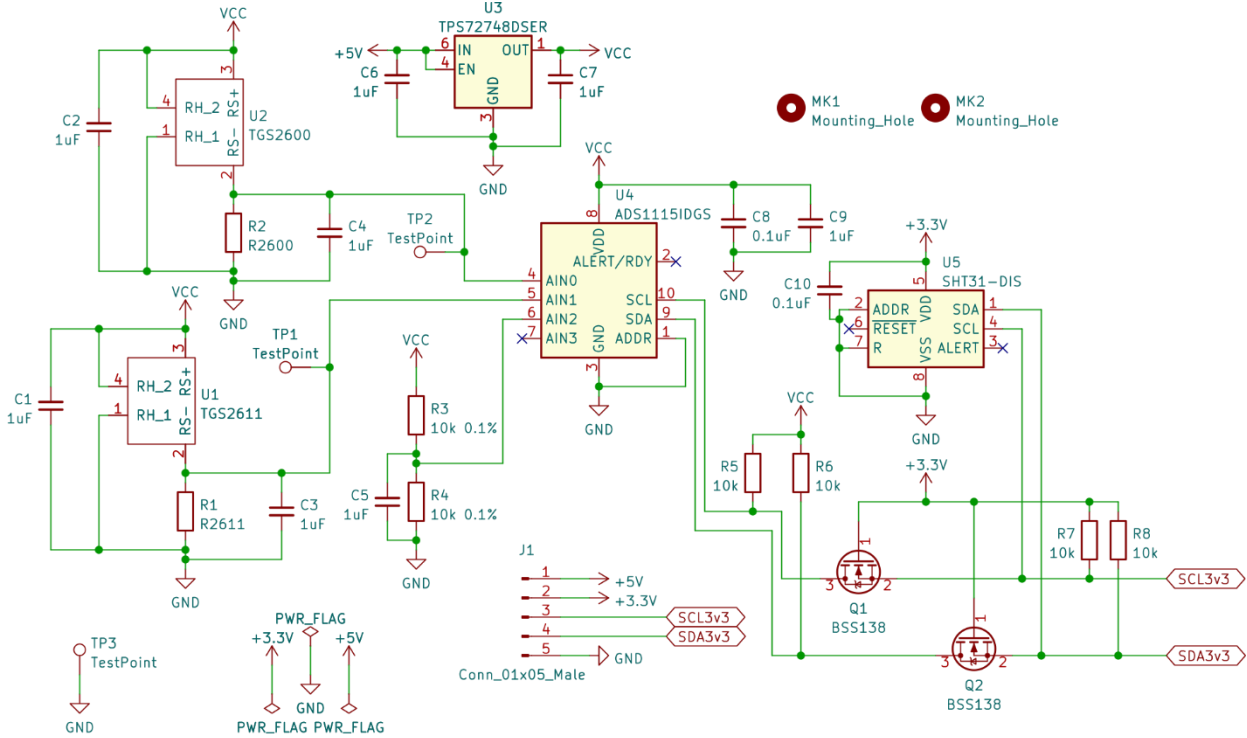 VCC
3
4
RH_2
RS+
1
RH_1
RS-
2
U2
TGS2600
C2
1uF
R2
R2600
C4
1uF
GND
U3
TPS72748DSER
+5V
6
IN
OUT
1
VCC
4
EN
GND
3
C6
1uF
C7
1uF
GND
MK1
Mounting_Hole
MK2
Mounting_Hole
VCC
U4
ADS1115IDGS
8
VDD
ALERT/RDY
2
4
AIN0
5
AIN1
6
AIN2
7
AIN3
SCL
10
SDA
9
ADDR
1
GND
3
GND
C8
0.1uF
C9
1uF
GND
TP2
TestPoint
+3.3V
U5
SHT31-DIS
C10
0.1uF
5
VDD
2
ADDR
6
RESET
7
R
SDA
1
SCL
4
ALERT
3
VSS
8
GND
VCC
3
4
RH_2
RS+
1
RH_1
RS-
2
U1
TGS2611
C1
1uF
R1
R2611
C3
1uF
GND
TP1
TestPoint
VCC
R3
10k 0.1%
C5
1uF
R4
10k 0.1%
GND
VCC
R5
10k
R6
10k
+3.3V
R7
10k
R8
10k
1
3
2
Q1
BSS138
SCL3v3
1
3
2
Q2
BSS138
SDA3v3
J1
1
+5V
2
+3.3V
3
SCL3v3
4
SDA3v3
5
GND
Conn_01x05_Male
TP3
TestPoint
GND
PWR_FLAG
+3.3V
+5V
GND
PWR_FLAG
PWR_FLAG